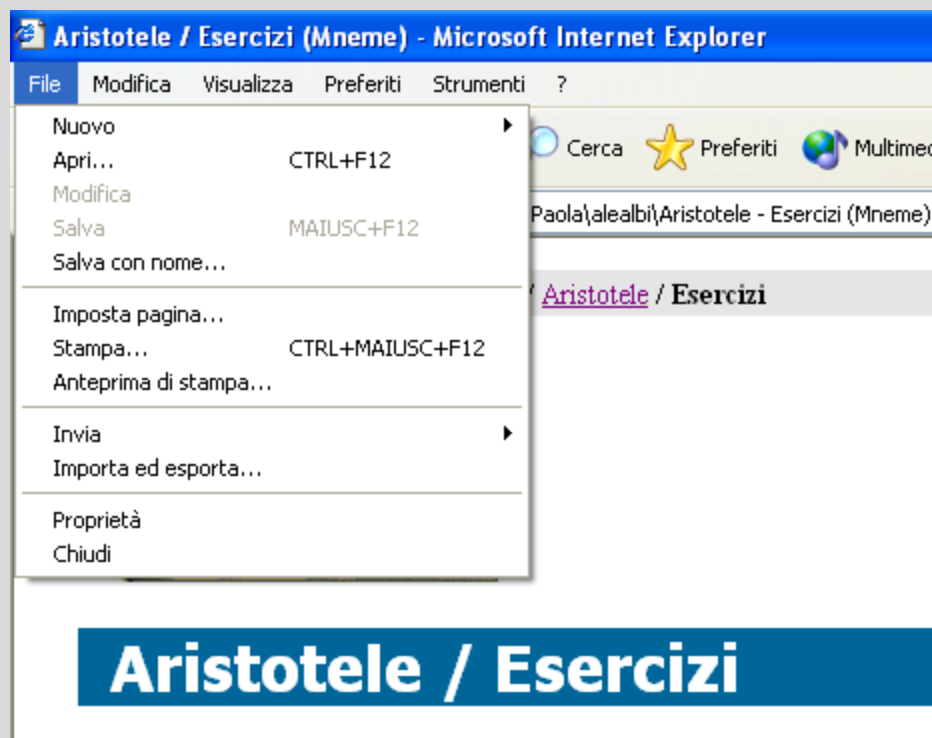 Aristotele / Esercizi (Mneme) - Microsoft Internet Explorer
File Modifica Visualizza Preferiti Strumenti ?
Cerca Preferiti
Nuovo
Apri... CTRL+F12
Modifica
Salva MAIUSC+F12
Salva con nome...
Imposta pagina...
Stampa... CTRL+MAIUSC+F12
Anteprima di stampa...
Invia
Importa ed esporta...
Proprietà
Chiudi
Paola\alealbi\Aristotele - Esercizi (Mneme)
/ Aristotele / Esercizi
Aristotele / Esercizi